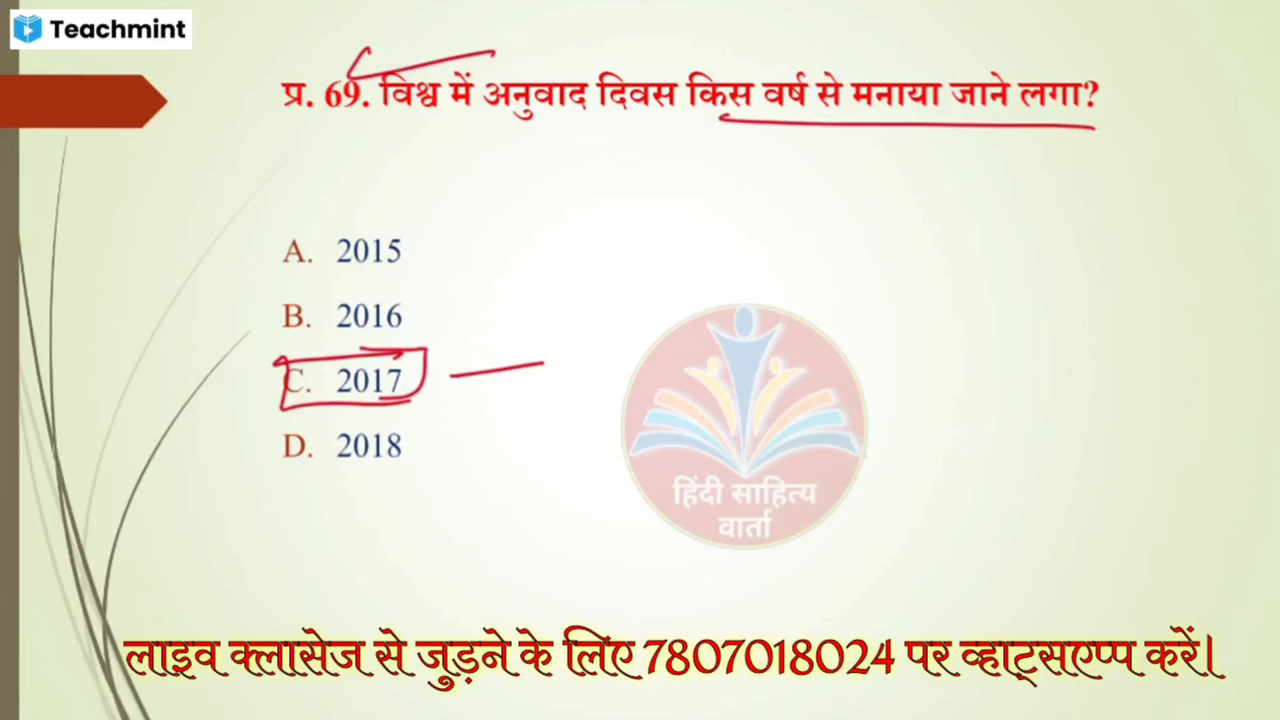 Teachmint
प्र. 69. विश्व में अनुवाद दिवस किस वर्ष से मनाया जाने लगा?
A. 2015
B. 2016
C. 2017
D. 2018
हिंदी साहित्य
वार्ता
लाइव क्लासेज से जुड़ने के लिए 7807018024 पर व्हाट्सएप्प करें।